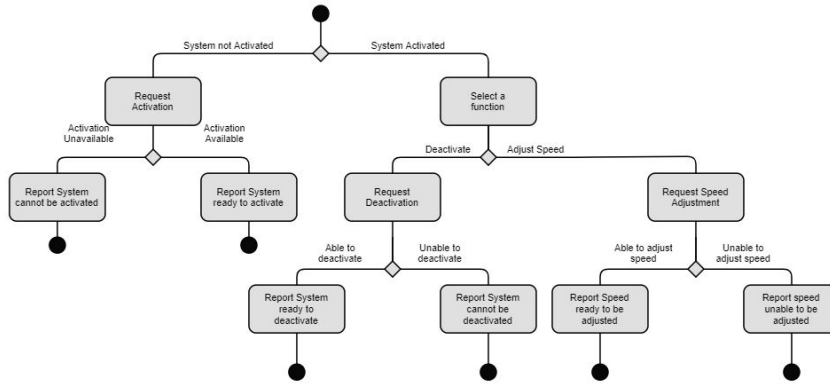 System not Activated
System Activated
Request
Activation
Select a
function
Activation
Unavailable
Activation
Available
Deactivate
Adjust Speed
Report System
cannot be activated
Report System
ready to activate
Request
Deactivation
Request Speed
Adjustment
Able to
deactivate
Unable to
deactivate
Able to adjust
speed
Unable to
adjust speed
Report System
ready to
deactivate
Report System
cannot be
deactivated
Report Speed
ready to be
adjusted
Report speed
unable to be
adjusted